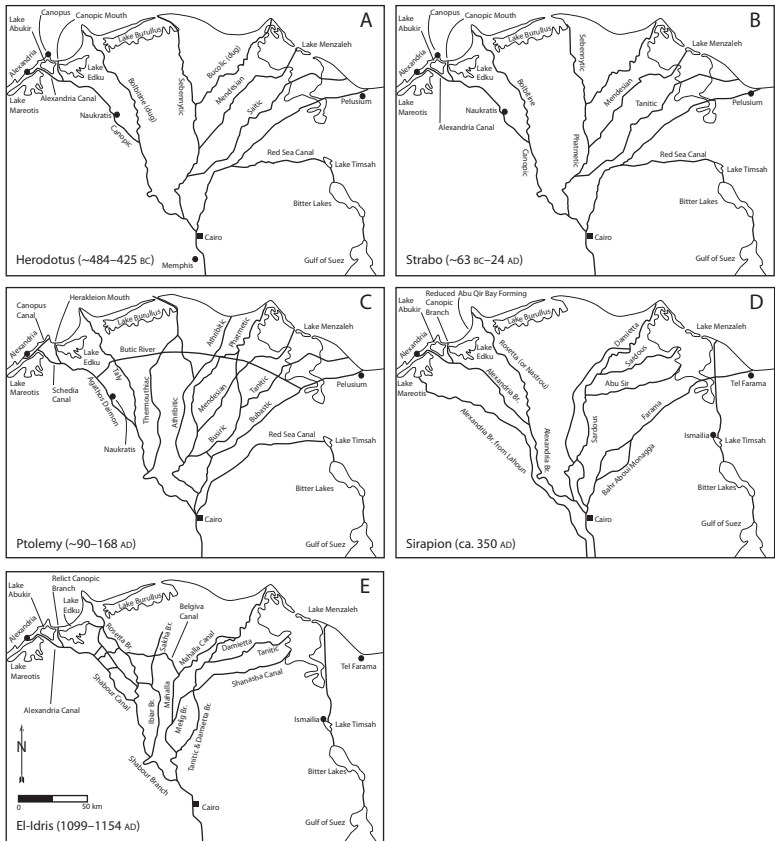 A
Canopus
Canopic Mouth
Lake
Abukir
Lake Burullus
Lake Menzaleh
Alexandria
Lake
Edku
Burolic (dug)
Lake
Mareotis
Alexandria Canal
Bolbitine (dug)
Sebennytic
Mendesian
Saitic
Pelusium
Naukratis
Canopic
Red Sea Canal
Lake Timsah
Bitter Lakes
Cairo
Memphis
Gulf of Suez
Herodotus (~484–425 BC)
B
Canopus
Canopic Mouth
Lake
Abukir
Lake Burullus
Sebennytic
Lake Menzaleh
Alexandria
Lake
Edku
Lake
Mareotis
Naukratis
Alexandria Canal
Bolbitine
Mendesian
Tanitic
Pelusium
Canopic
Phatmetic
Red Sea Canal
Lake Timsah
Bitter Lakes
Cairo
Gulf of Suez
Strabo (~63 BC–24 AD)
C
Canopus
Canal
Herakleion Mouth
Lake Burullus
Athribitic
Phatmetic
Lake Menzaleh
Alexandria
Lake
Edku
Butic River
Lake
Mareotis
Schedia
Canal
Agathos Daimon
Taly
Thermouthiac
Athribitic
Mendesian
Tanitic
Pelusium
Naukratis
Busiric
Bubastic
Red Sea Canal
Lake Timsah
Bitter Lakes
Cairo
Gulf of Suez
Ptolemy (~90–168 AD)
D
Reduced
Canopic
Branch
Abu Qir Bay Forming
Lake
Abukir
Lake Burullus
Damietta
Lake Menzaleh
Alexandria
Lake
Edku
Rosetta (or Nastrou)
Sardous
Lake
Mareotis
Alexandria Br.
Abu Sir
Tel Farama
Alexandria Br. from Lahoun
Alexandria Br.
Sardous
Farama
Ismailia
Lake Timsah
Bahr Aboul Monagga
Bitter Lakes
Cairo
Gulf of Suez
Sirapion (ca. 350 AD)
E
Relict Canopic
Branch
Lake
Abukir
Lake
Edku
Lake Burullus
Belgiva
Canal
Lake Menzaleh
Alexandria
Rosetta Br.
Sakha Br.
Mahalla Canal
Damietta
Tanitic
Lake
Mareotis
Tel Farama
Shabour Canal
Shanasha Canal
Alexandria Canal
Ibiar Br.
Mahalla
Melig Br.
Tanitic & Damietta Br.
Ismailia
Lake Timsah
N
Shabour Branch
Bitter Lakes
0
50 km
Cairo
Gulf of Suez
El-Idris (1099–1154 AD)